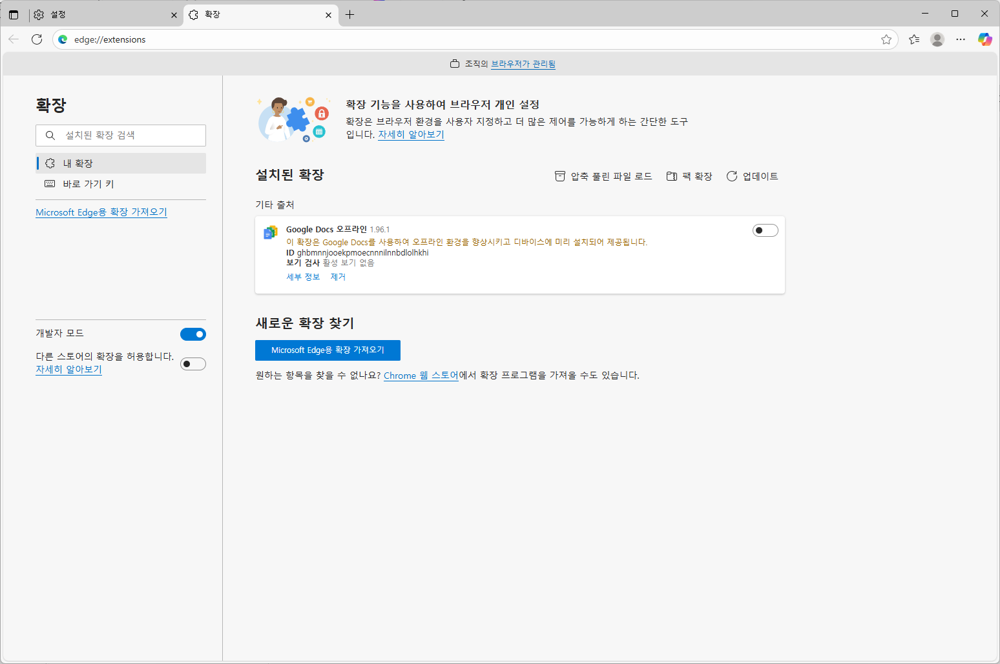 설정
확장
edge://extensions
조직의 브라우저가 관리됨
확장
설치된 확장 검색
내 확장
바로 가기 키
Microsoft Edge용 확장 가져오기
개발자 모드
다른 스토어의 확장을 허용합니다.
자세히 알아보기
확장 기능을 사용하여 브라우저 개인 설정
확장은 브라우저 환경을 사용자 지정하고 더 많은 제어를 가능하게 하는 간단한 도구
입니다. 자세히 알아보기
설치된 확장
압축 풀린 파일 로드
팩 확장
업데이트
기타 출처
Google Docs 오프라인 1.96.1
이 확장은 Google Docs를 사용하여 오프라인 환경을 향상시키고 디바이스에 미리 설치되어 제공됩니다.
ID ghbmnnjooekpmoecnnnilnnbdlolhkhi
보기 검사 활성 보기 없음
세부 정보 제거
새로운 확장 찾기
Microsoft Edge용 확장 가져오기
원하는 항목을 찾을 수 없나요? Chrome 웹 스토어에서 확장 프로그램을 가져올 수도 있습니다.